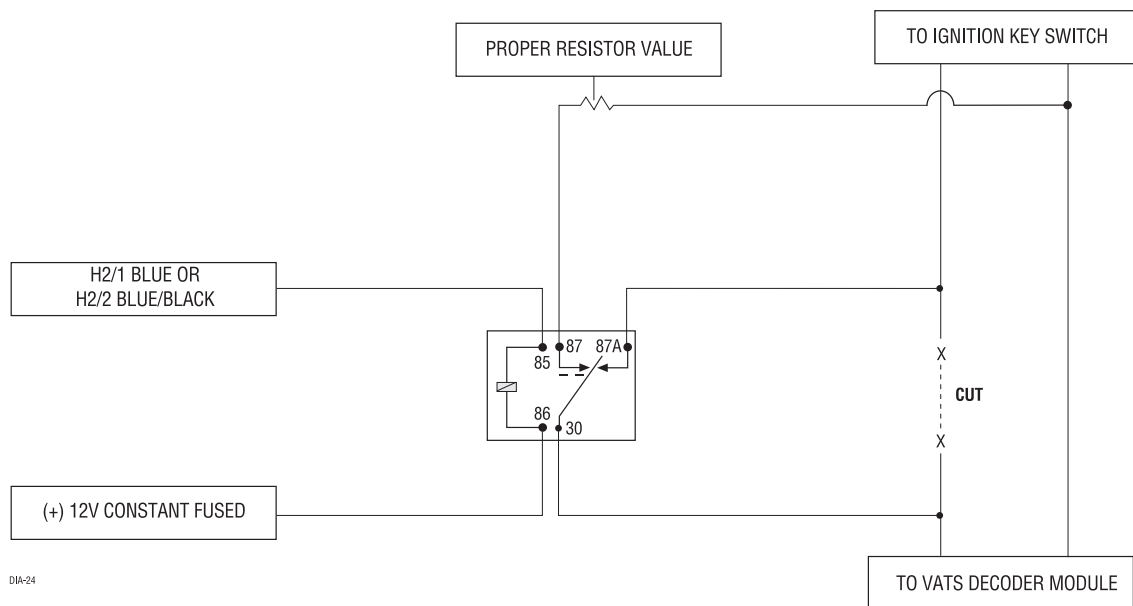 TO IGNITION KEY SWITCH
PROPER RESISTOR VALUE
H2/1 BLUE OR
H2/2 BLUE/BLACK
87 87A
85
86
30
X
CUT
X
(+) 12V CONSTANT FUSED
TO VATS DECODER MODULE
DIA-24